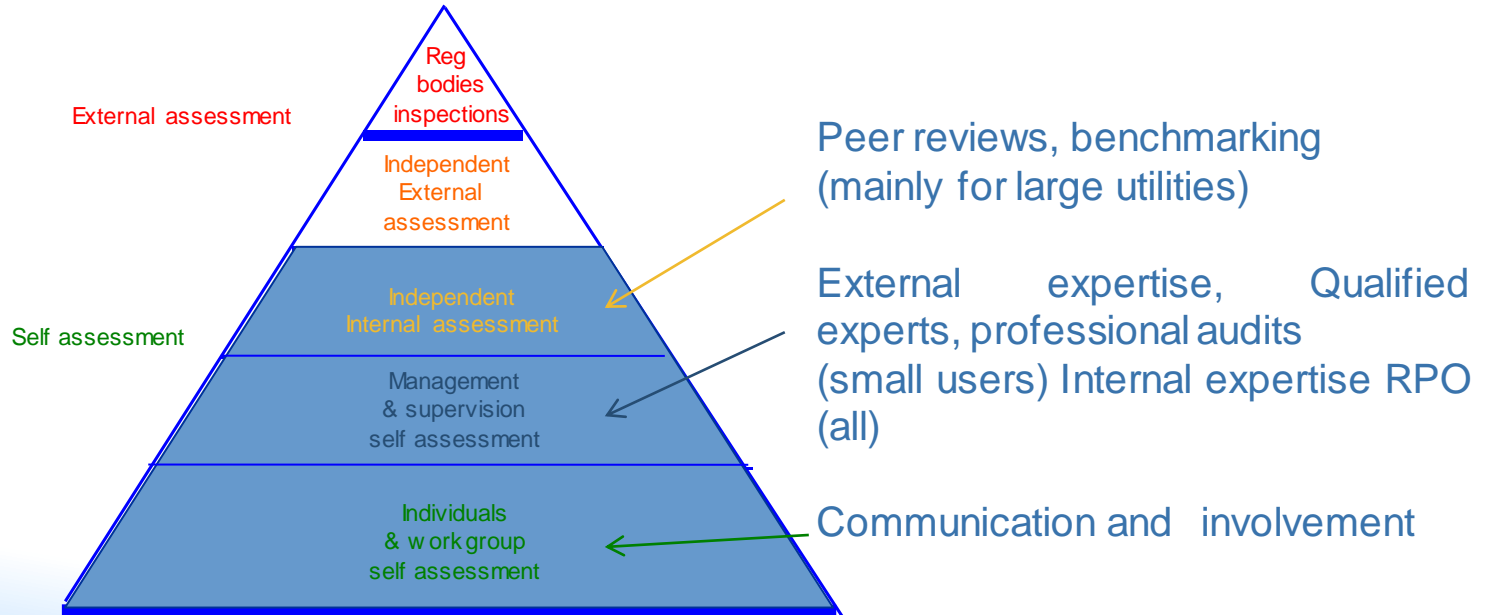 Reg
bodies
inspections
External assessment
Independent
External
assessment
Independent
Internal assessment
Self assessment
Management
& supervision
self assessment
Individuals
& work group
self assessment
Peer reviews, benchmarking
(mainly for large utilities)
External expertise, Qualified
experts, professional audits
(small users) Internal expertise RPO
(all)
Communication and involvement